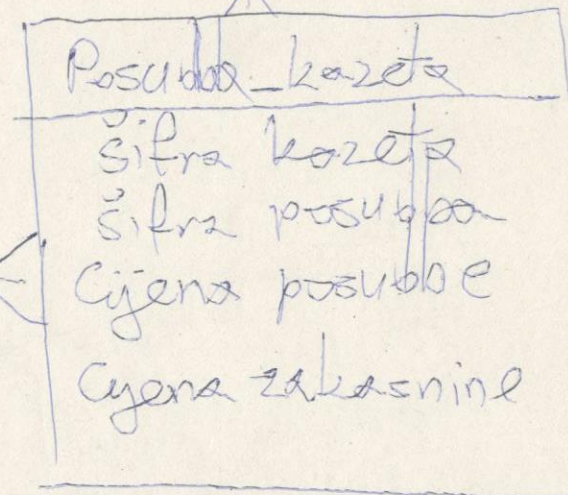 Posudba_kazeta
šifra kazeta
šifra posudba
Cijena posudbe
Cijena zakasnine